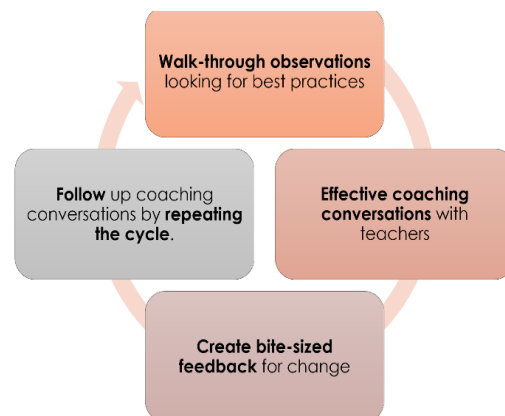 Walk-through observations
looking for best practices
Effective coaching
conversations with
teachers
Create bite-sized
feedback for change
Follow up coaching
conversations by repeating
the cycle.